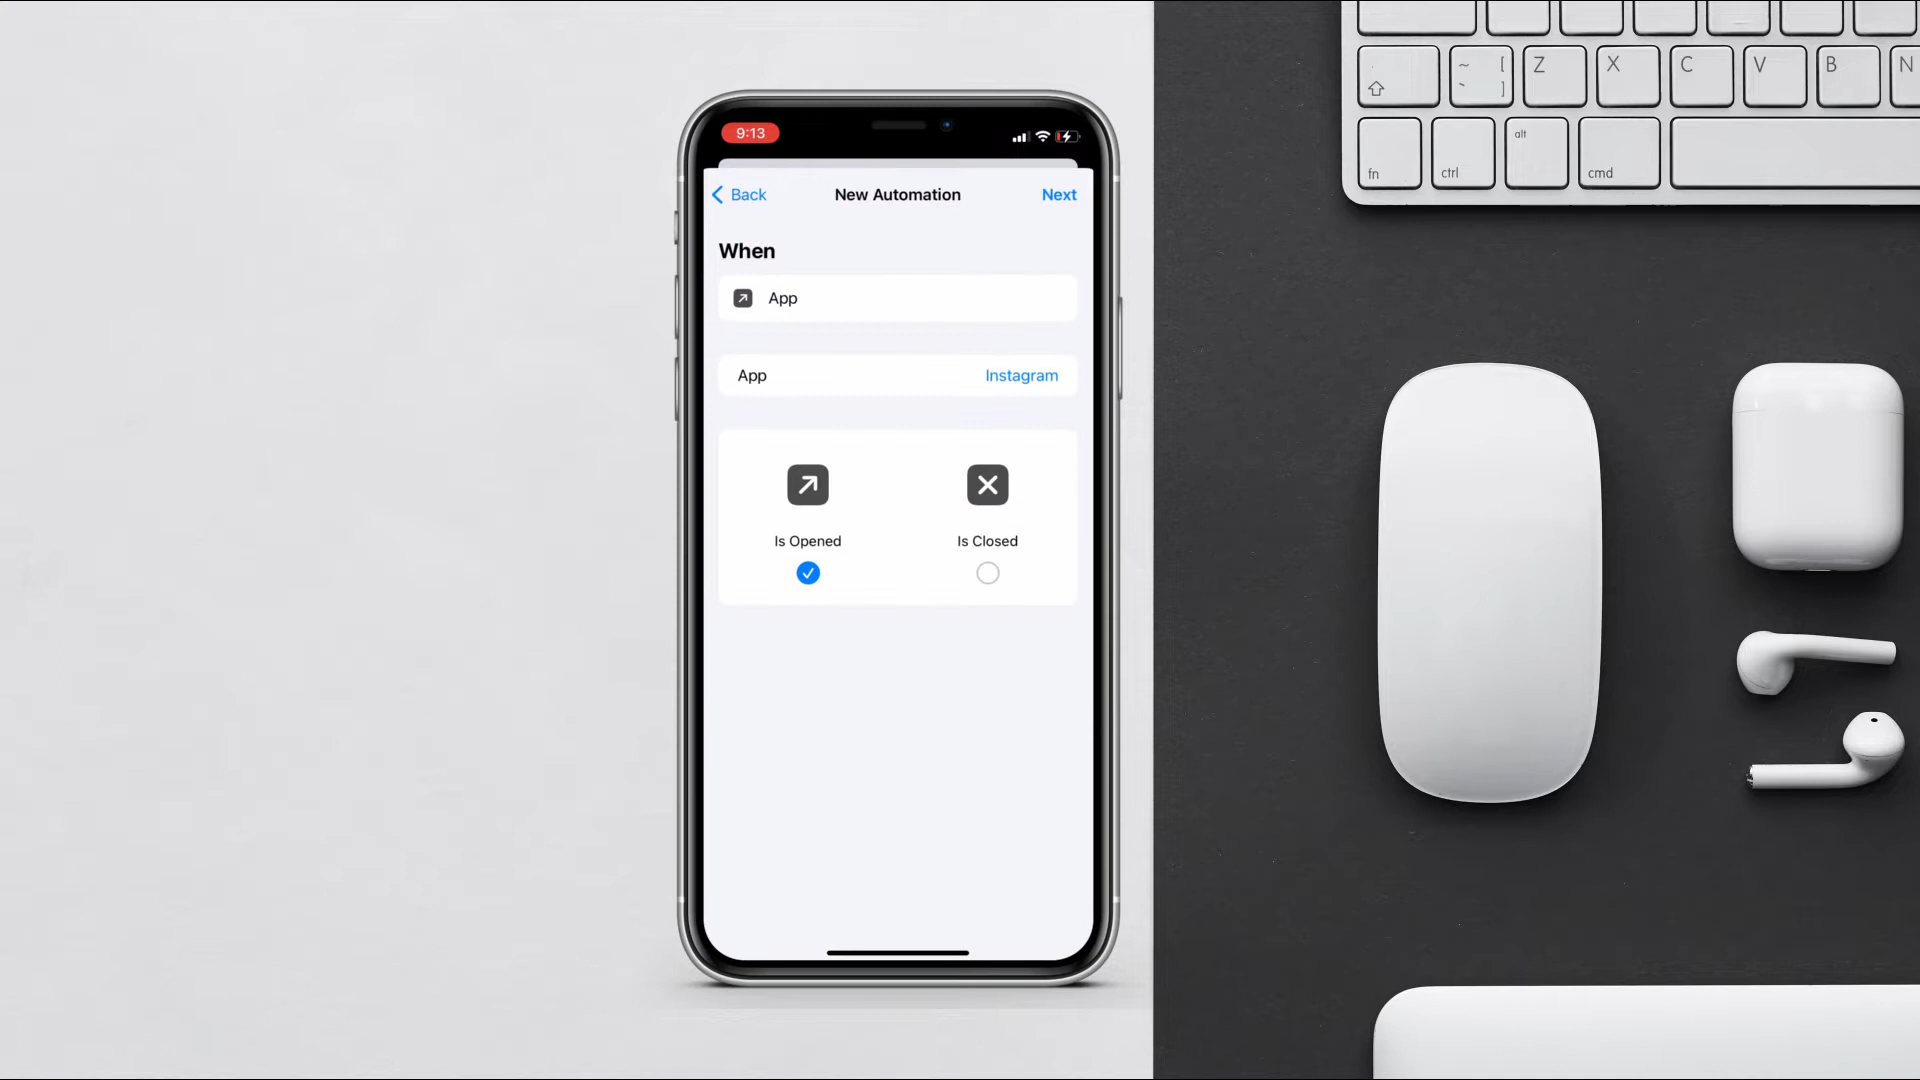 9:13
Back
New Automation
Next
When
App
App
Instagram
Is Opened
Is Closed
~ [
` ]
Z
X
C
V
B
N
alt
fn
ctrl
cmd